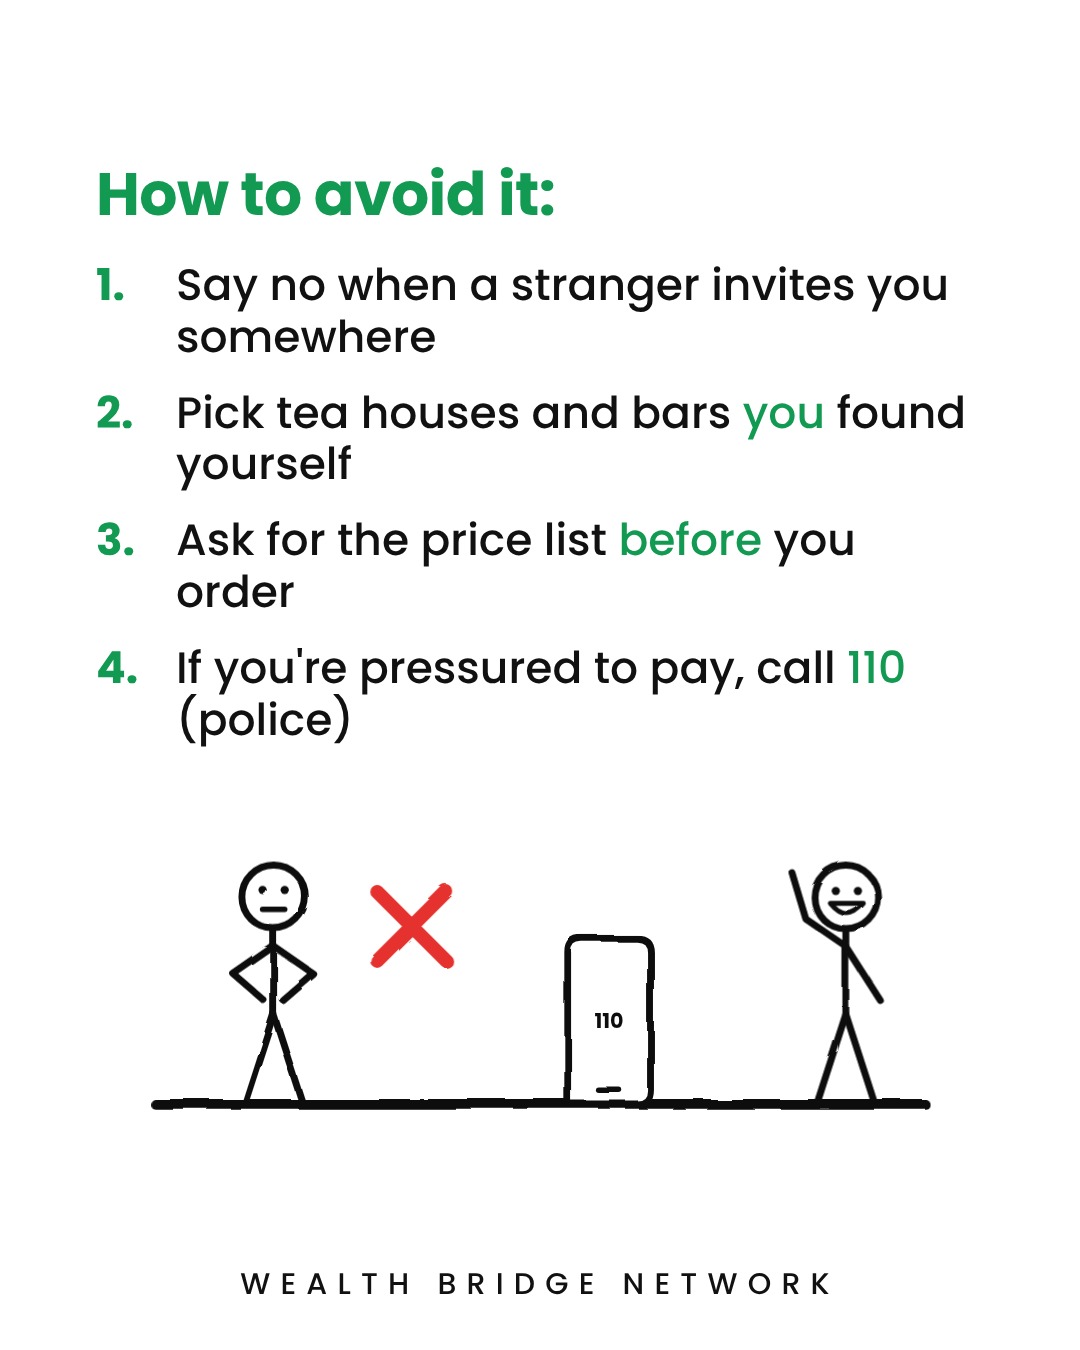 How to avoid it:
1. Say no when a stranger invites you
somewhere
2. Pick tea houses and bars you found
yourself
3. Ask for the price list before you
order
4. If you're pressured to pay, call 110
(police)
110
WEALTH BRIDGE NETWORK